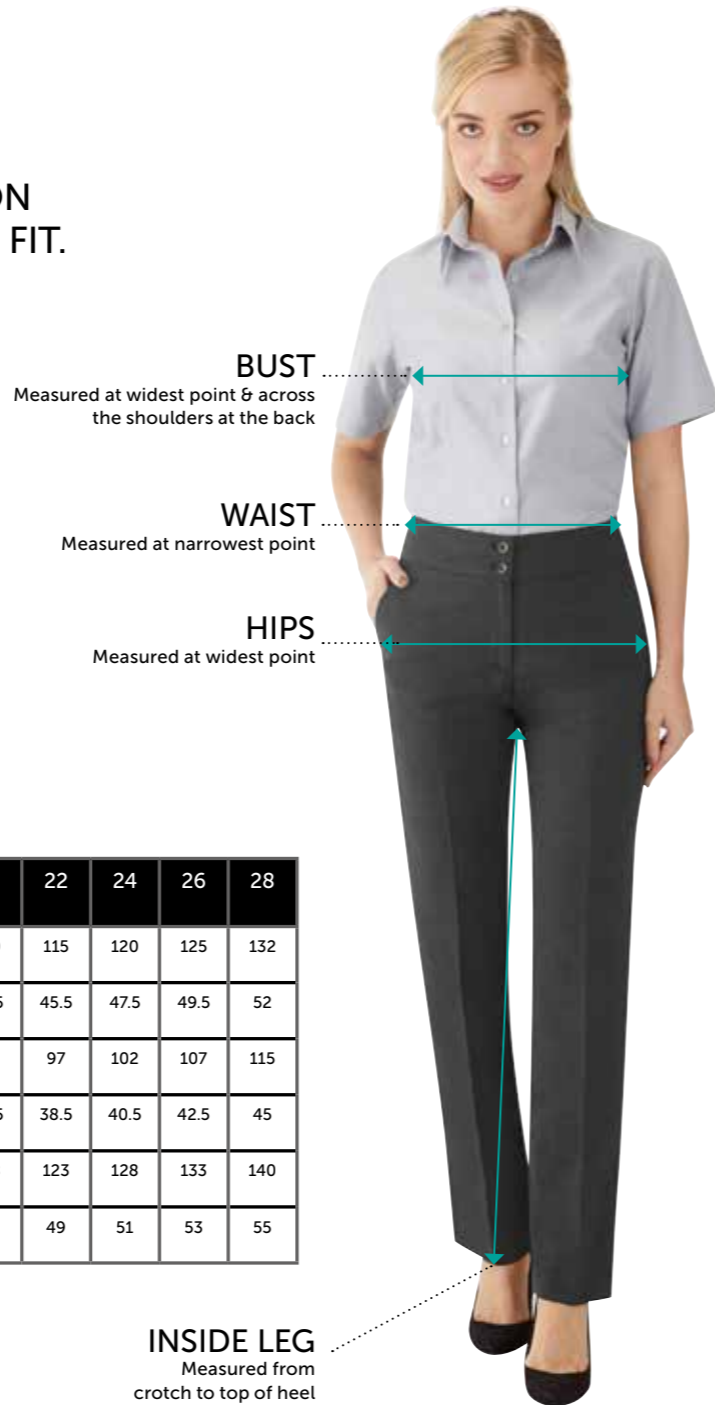 FIT.
BUST
Measured at widest point & across
the shoulders at the back
WAIST
Measured at narrowest point
HIPS
Measured at widest point
22 24 26 28
115 120 125 132
45.5 47.5 49.5 52
97 102 107 115
38.5 40.5 42.5 45
123 128 133 140
49 51 53 55
INSIDE LEG
Measured from
crotch to top of heel